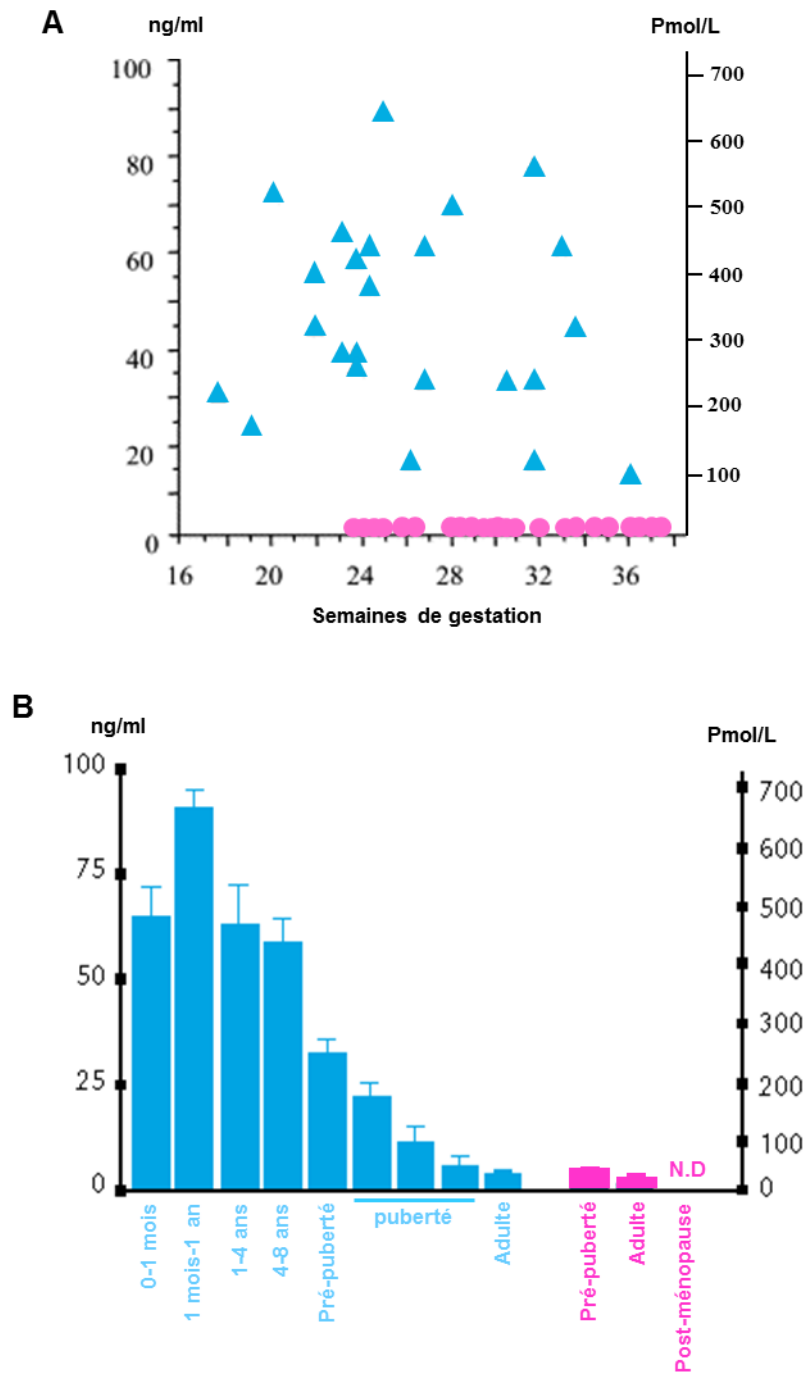 A
ng/ml
Pmol/L
100
80
60
40
20
0
700
600
500
400
300
200
100
16 20 24 28 32 36
Semaines de gestation
B
ng/ml
Pmol/L
100
75
50
25
0
700
600
500
400
300
200
100
0
N.D
0-1 mois
1 mois-1 an
1-4 ans
4-8 ans
Pré-puberté
puberté
Adulte
Pré-puberté
Adulte
Post-ménopause